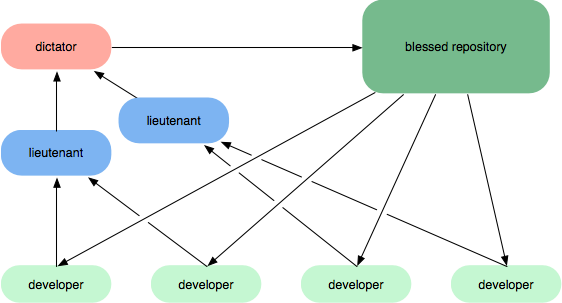 dictator
blessed repository
lieutenant
lieutenant
developer
developer
developer
developer